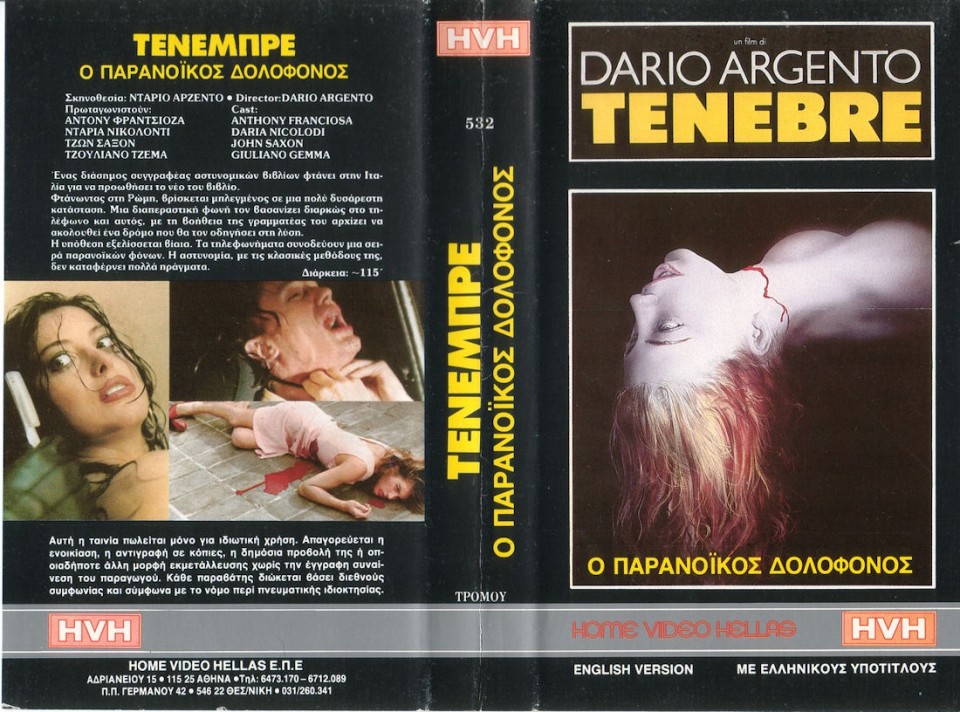 ΤΕΝΕΜΠΡΕ
Ο ΠΑΡΑΝΟΪΚΟΣ ΔΟΛΟΦΟΝΟΣ
Σκηνοθεσία: ΝΤΑΡΙΟ ΑΡΖΕΝΤΟ • Director: DARIO ARGENTO
Πρωταγωνιστούν: Cast:
ΑΝΤΟΝΥ ΦΡΑΝΤΣΙΟΖΑ ANTHONY FRANCIOSA
ΝΤΑΡΙΑ ΝΙΚΟΛΟΝΤΙ DARIA NICOLODI
ΤΖΩΝ ΣΑΞΟΝ JOHN SAXON
ΤΖΟΥΛΙΑΝΟ ΤΖΕΜΑ GIULIANO GEMMA
Ένας διάσημος συγγραφέας αστυνομικών βιβλίων φτάνει στην Ιτα-
λία για να προωθήσει το νέο του βιβλίο.
Φτάνοντας στη Ρώμη, βρίσκεται μπλεγμένος σε μια πολύ δυσάρεστη
κατάσταση. Μια διαπεραστική φωνή τον βασανίζει διαρκώς στο τη-
λέφωνο και αυτός, με τη βοήθεια της γραμματέας του αρχίζει να
ακολουθεί ένα δρόμο που θα τον οδηγήσει στη λύση.
Η υπόθεση εξελίσσεται βίαια. Τα τηλεφωνήματα συνοδεύουν μια σει-
ρά παρανοϊκών φόνων. Η αστυνομία, με τις κλασικές μεθόδους της,
δεν καταφέρνει πολλά πράγματα.
Διάρκεια: ~115΄
Αυτή η ταινία πωλείται μόνο για ιδιωτική χρήση. Απαγορεύεται η
ενοικίαση, η αντιγραφή σε κόπιες, η δημόσια προβολή της ή οπ-
οιαδήποτε άλλη μορφή εκμετάλλευσης χωρίς την έγγραφη συναί-
νεση του παραγωγού. Κάθε παραβάτης διώκεται βάσει διεθνούς
συμφωνίας και σύμφωνα με το νόμο περί πνευματικής ιδιοκτησίας.
HVH
HOME VIDEO HELLAS Ε.Π.Ε
ΑΔΡΙΑΝΕΙΟΥ 15 • 115 25 ΑΘΗΝΑ • Τηλ: 6473.170 – 6712.089
Π.Π. ΓΕΡΜΑΝΟΥ 42 • 546 22 ΘΕΣ/ΝΙΚΗ • 031/260.341
HVH
532
ΤΕΝΕΜΠΡΕ
Ο ΠΑΡΑΝΟΪΚΟΣ ΔΟΛΟΦΟΝΟΣ
ΤΡΟΜΟΥ
un film di
DARIO ARGENTO
TENEBRE
Ο ΠΑΡΑΝΟΪΚΟΣ ΔΟΛΟΦΟΝΟΣ
HOME VIDEO HELLAS
HVH
ENGLISH VERSION ΜΕ ΕΛΛΗΝΙΚΟΥΣ ΥΠΟΤΙΤΛΟΥΣ